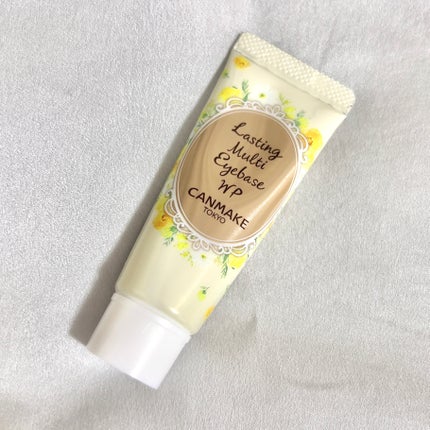 Lasting
Multi
Eyebase
WP
CANMAKE
TOKYO